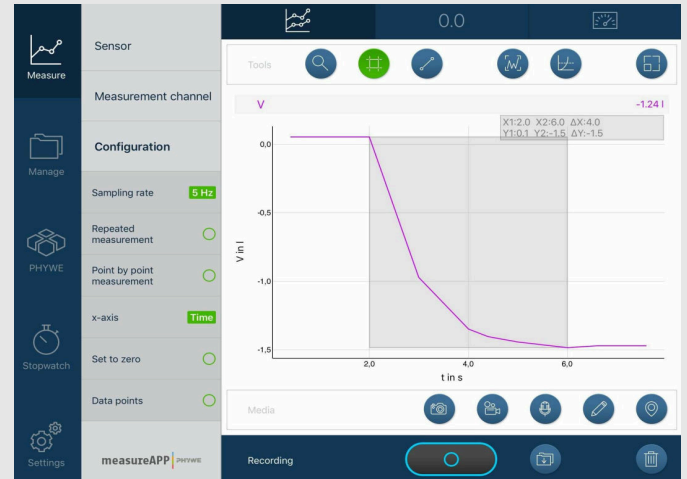 0.0
Measure
Manage
PHYWE
Stopwatch
Settings
Sensor
Measurement channel
Configuration
Sampling rate 5 Hz
Repeated
measurement
Point by point
measurement
x-axis Time
Set to zero
Data points
measureAPP PHYWE
Tools
V -1.24 l
X1:2.0 X2:6.0 ΔX:4.0
Y1:0.1 Y2:-1.5 ΔY:-1.5
0,0
-0,5
V in l
-1,0
-1,5
2,0 4,0 6,0
t in s
Media
Recording